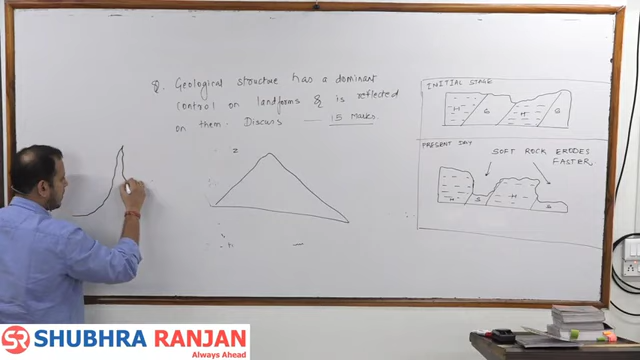 Q. Geological structure has a dominant
control on landforms & is reflected
on them. Discuss — 15 Marks.
INITIAL STAGE
H S H S
PRESENT DAY
SOFT ROCK ERODES
FASTER.
H S H S
SR SHUBHRA RANJAN
Always Ahead